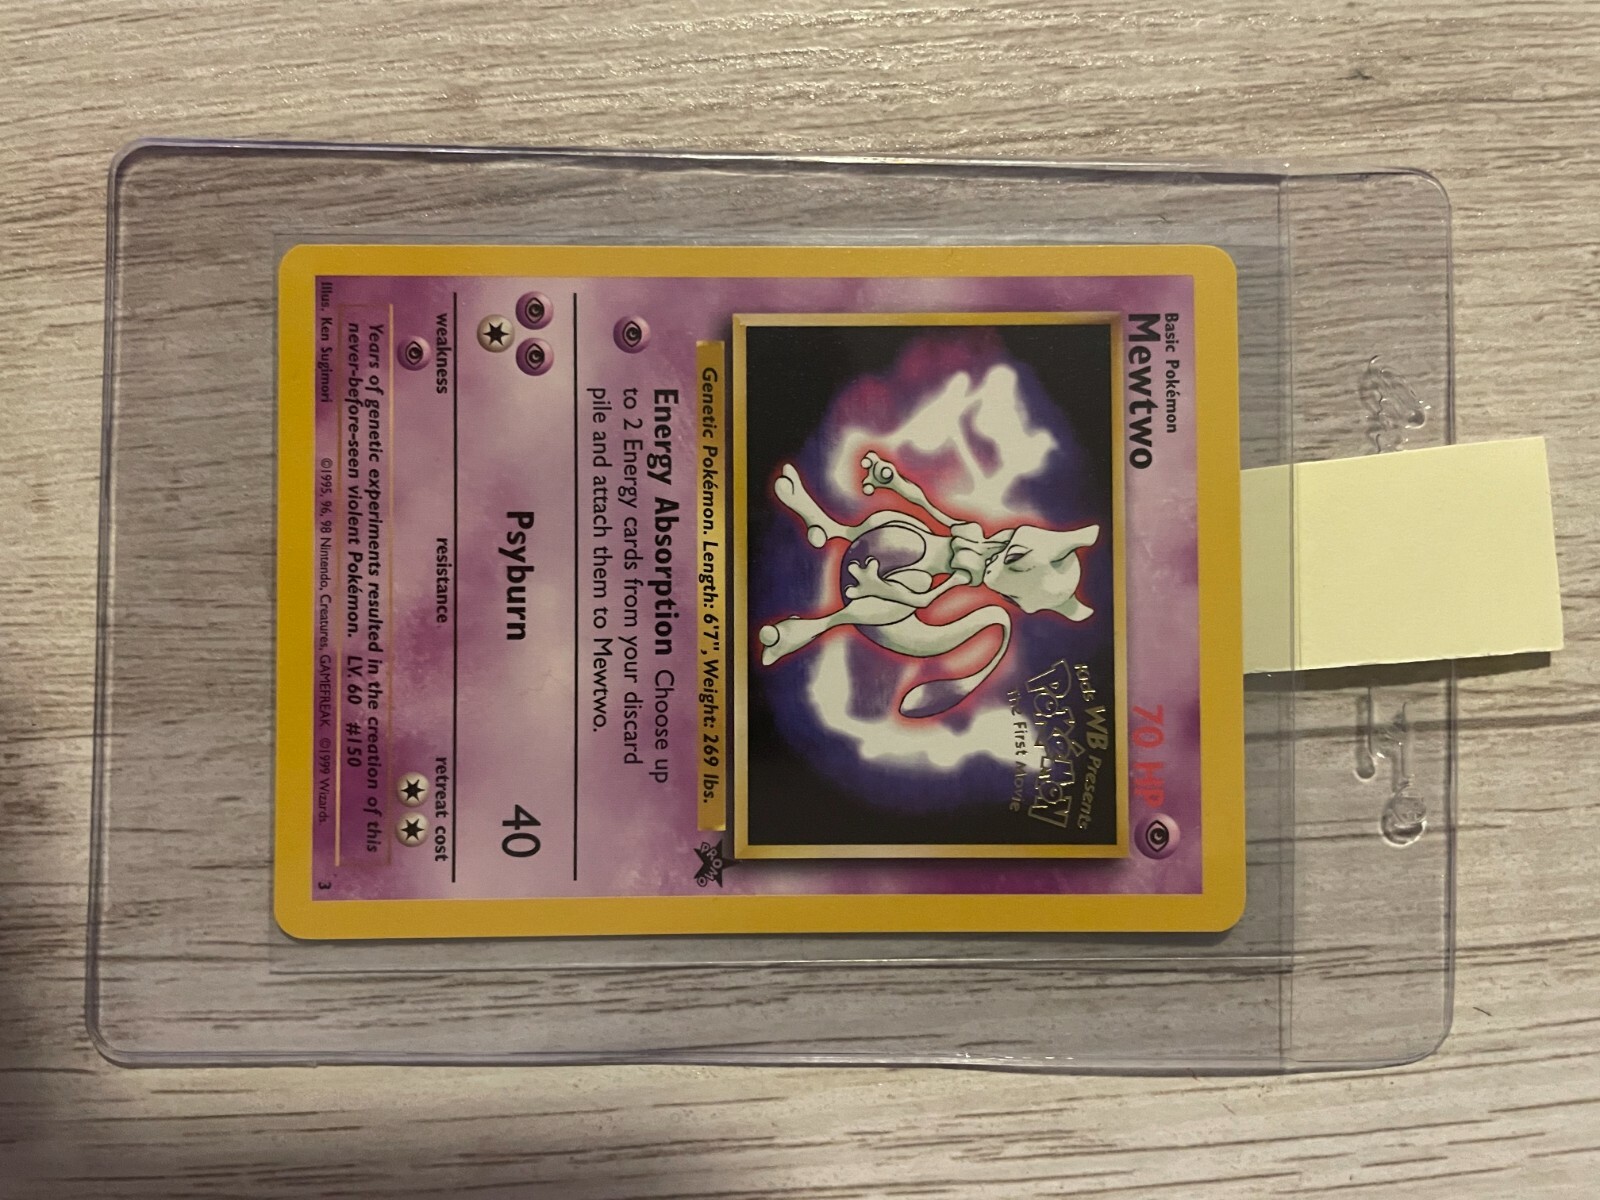 Basic Pokémon
Mewtwo
70 HP
Kids WB Presents
POKéMON
The First Movie
PROMO
Genetic Pokémon. Length: 6'7", Weight: 269 lbs.
Energy Absorption Choose up
to 2 Energy cards from your discard
pile and attach them to Mewtwo.
Psyburn 40
weakness resistance retreat cost
Years of genetic experiments resulted in the creation of this
never-before-seen violent Pokémon. LV. 60 #150
Illus. Ken Sugimori ©1995, 96, 98 Nintendo, Creatures, GAMEFREAK. ©1999 Wizards. 3